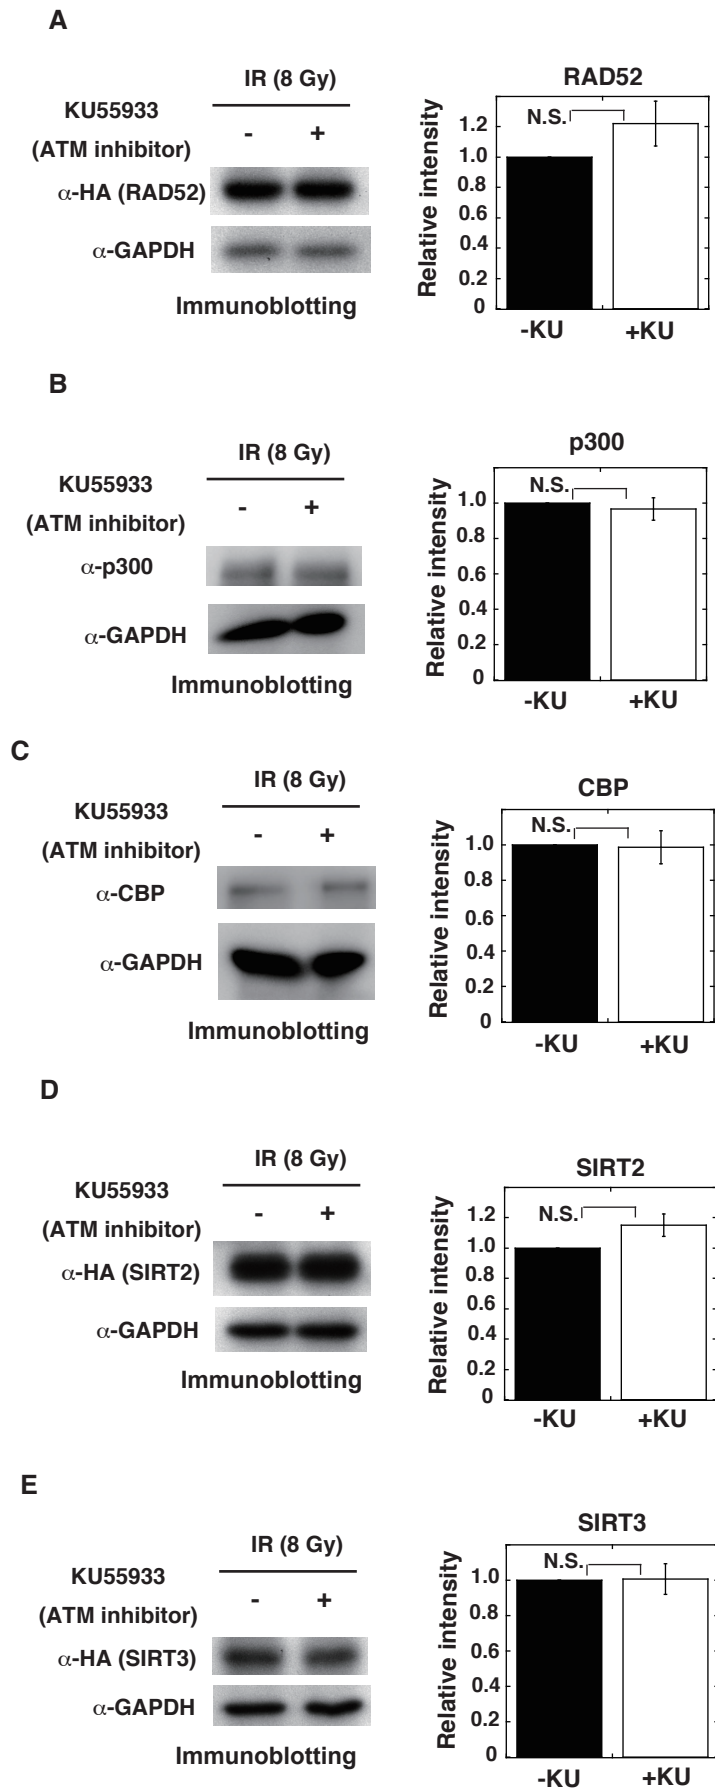 A
IR (8 Gy)
KU55933
(ATM inhibitor)
- +
α-HA (RAD52)
α-GAPDH
Immunoblotting
RAD52
N.S.
Relative intensity
1.2
1.0
0.8
0.6
0.4
0.2
0
-KU +KU
B
IR (8 Gy)
KU55933
(ATM inhibitor)
- +
α-p300
α-GAPDH
Immunoblotting
p300
N.S.
Relative intensity
1.0
0.8
0.6
0.4
0.2
0
-KU +KU
C
IR (8 Gy)
KU55933
(ATM inhibitor)
- +
α-CBP
α-GAPDH
Immunoblotting
CBP
N.S.
Relative intensity
1.0
0.8
0.6
0.4
0.2
0
-KU +KU
D
IR (8 Gy)
KU55933
(ATM inhibitor)
- +
α-HA (SIRT2)
α-GAPDH
Immunoblotting
SIRT2
N.S.
Relative intensity
1.2
1.0
0.8
0.6
0.4
0.2
0
-KU +KU
E
IR (8 Gy)
KU55933
(ATM inhibitor)
- +
α-HA (SIRT3)
α-GAPDH
Immunoblotting
SIRT3
N.S.
Relative intensity
1.0
0.8
0.6
0.4
0.2
0
-KU +KU